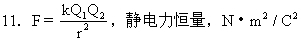 11. F = kQ₁Q₂/r², 静电力恒量, N·m²/C²